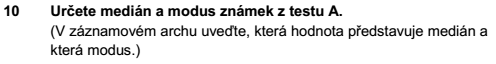 10 Určete medián a modus známek z testu A.
(V záznamovém archu uveďte, která hodnota představuje medián a
která modus.)